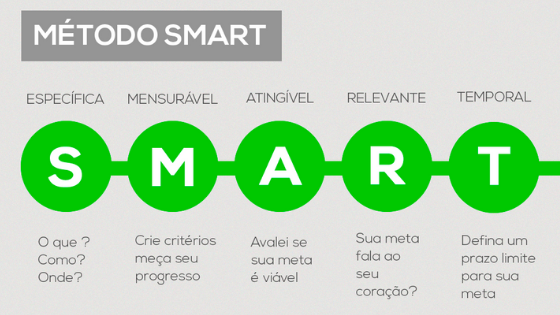 MÉTODO SMART
ESPECÍFICA MENSURÁVEL ATINGÍVEL RELEVANTE TEMPORAL
S M A R T
O que ?
Como?
Onde?
Crie critérios
meça seu
progresso
Avalei se
sua meta
é viável
Sua meta
fala ao
seu
coração?
Defina um
prazo limite
para sua
meta